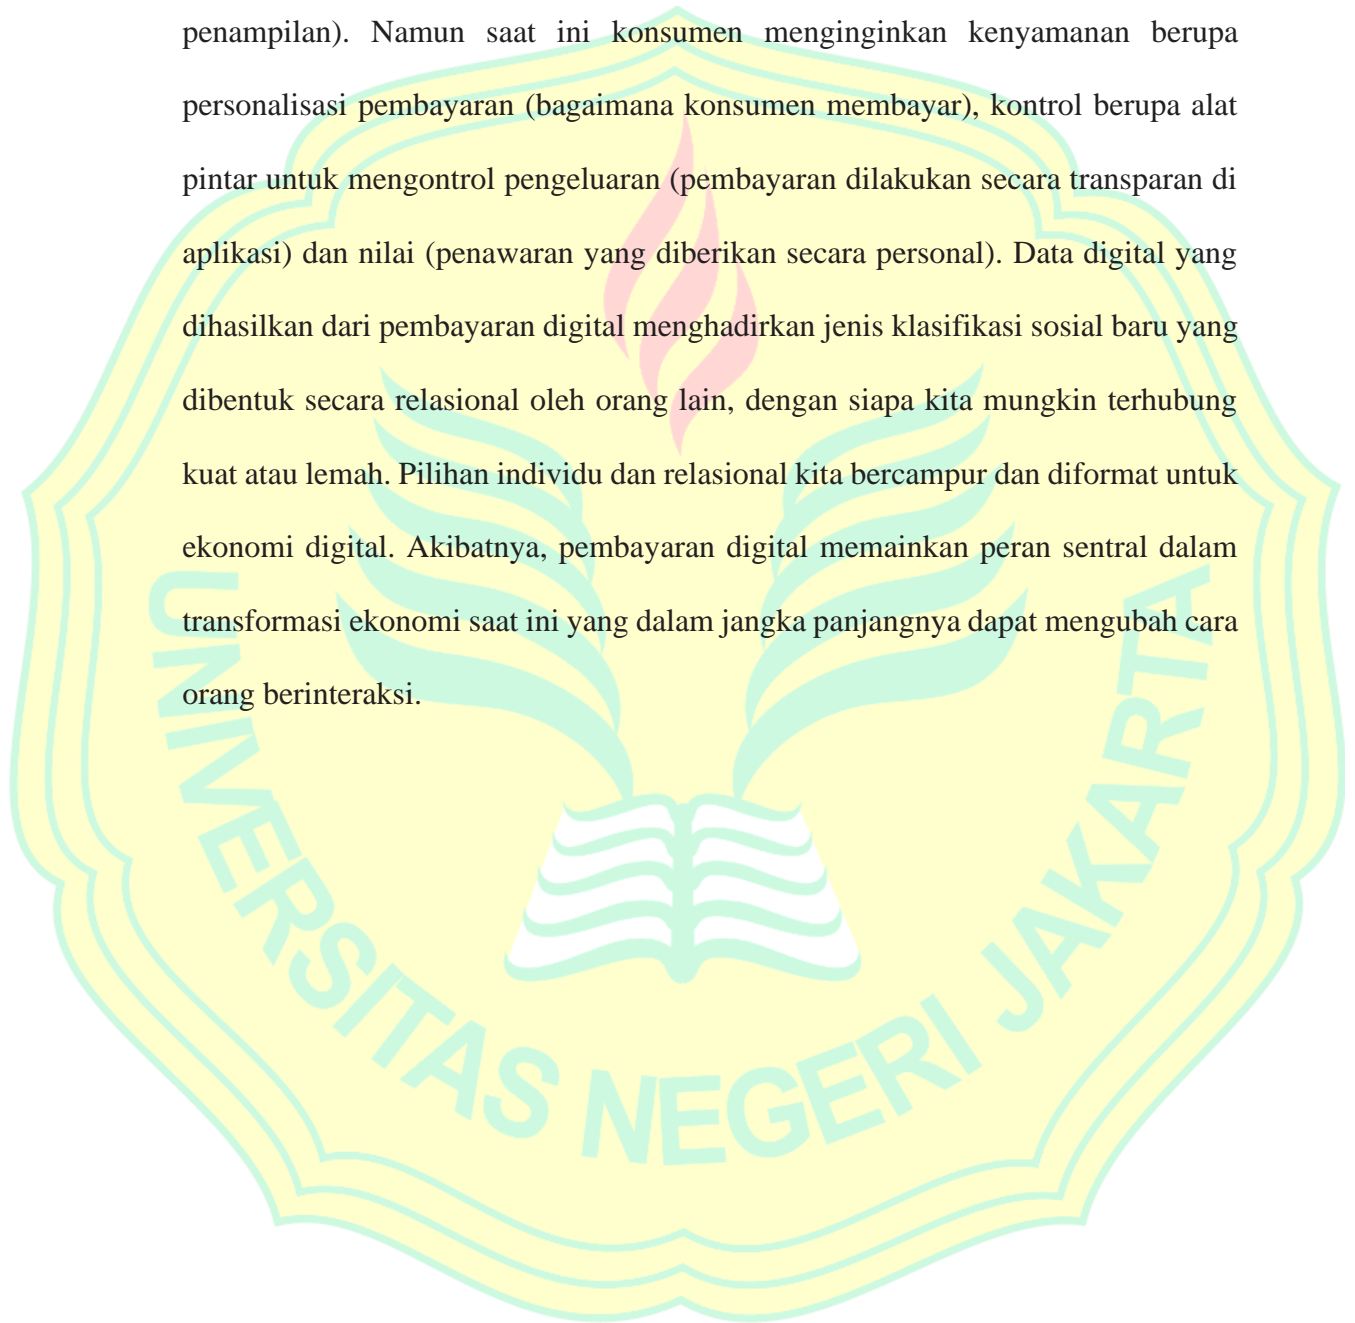 penampilan). Namun saat ini konsumen menginginkan kenyamanan berupa
personalisasi pembayaran (bagaimana konsumen membayar), kontrol berupa alat
pintar untuk mengontrol pengeluaran (pembayaran dilakukan secara transparan di
aplikasi) dan nilai (penawaran yang diberikan secara personal). Data digital yang
dihasilkan dari pembayaran digital menghadirkan jenis klasifikasi sosial baru yang
dibentuk secara relasional oleh orang lain, dengan siapa kita mungkin terhubung
kuat atau lemah. Pilihan individu dan relasional kita bercampur dan diformat untuk
ekonomi digital. Akibatnya, pembayaran digital memainkan peran sentral dalam
transformasi ekonomi saat ini yang dalam jangka panjangnya dapat mengubah cara
orang berinteraksi.
UNIVERSITAS NEGERI JAKARTA